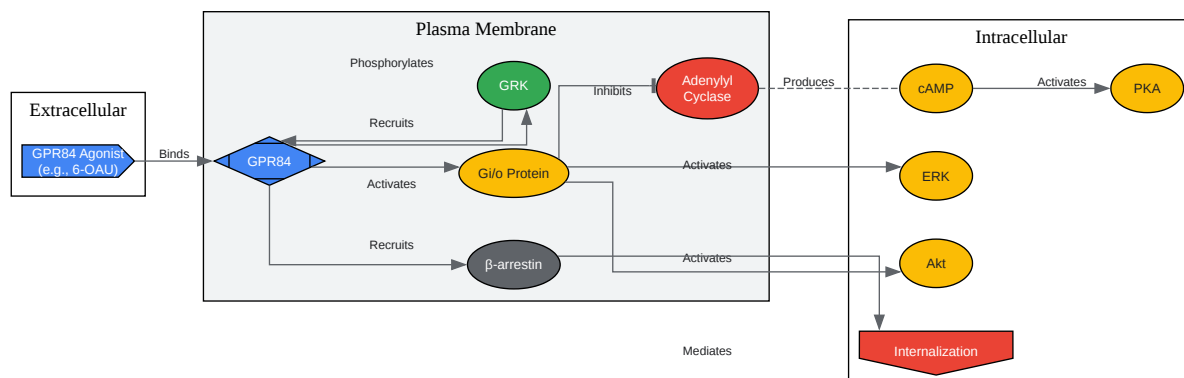 Plasma Membrane
Intracellular
Extracellular
Phosphorylates
GRK
Inhibits
Adenylyl
Cyclase
Produces
cAMP
Activates
PKA
Recruits
GPR84 Agonist
(e.g., 6-OAU)
Binds
GPR84
Activates
Gi/o Protein
Activates
ERK
Recruits
β-arrestin
Activates
Akt
Mediates
Internalization